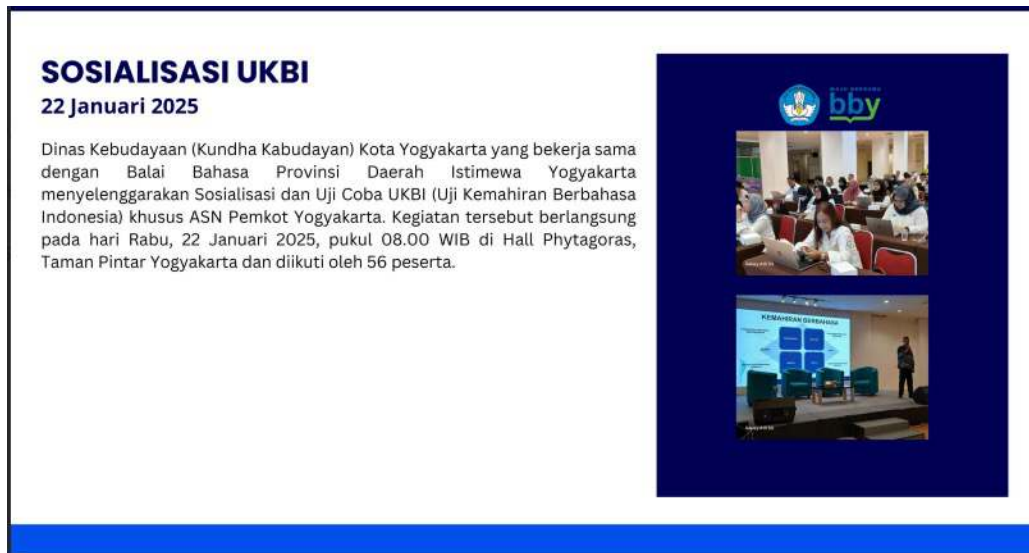 SOSIALISASI UKBI
22 Januari 2025
Dinas Kebudayaan (Kundha Kabudayan) Kota Yogyakarta yang bekerja sama
dengan Balai Bahasa Provinsi Daerah Istimewa Yogyakarta
menyelenggarakan Sosialisasi dan Uji Coba UKBI (Uji Kemahiran Berbahasa
Indonesia) khusus ASN Pemkot Yogyakarta. Kegiatan tersebut berlangsung
pada hari Rabu, 22 Januari 2025, pukul 08.00 WIB di Hall Phytagoras,
Taman Pintar Yogyakarta dan diikuti oleh 56 peserta.
bby
KEMAHIRAN BERBAHASA